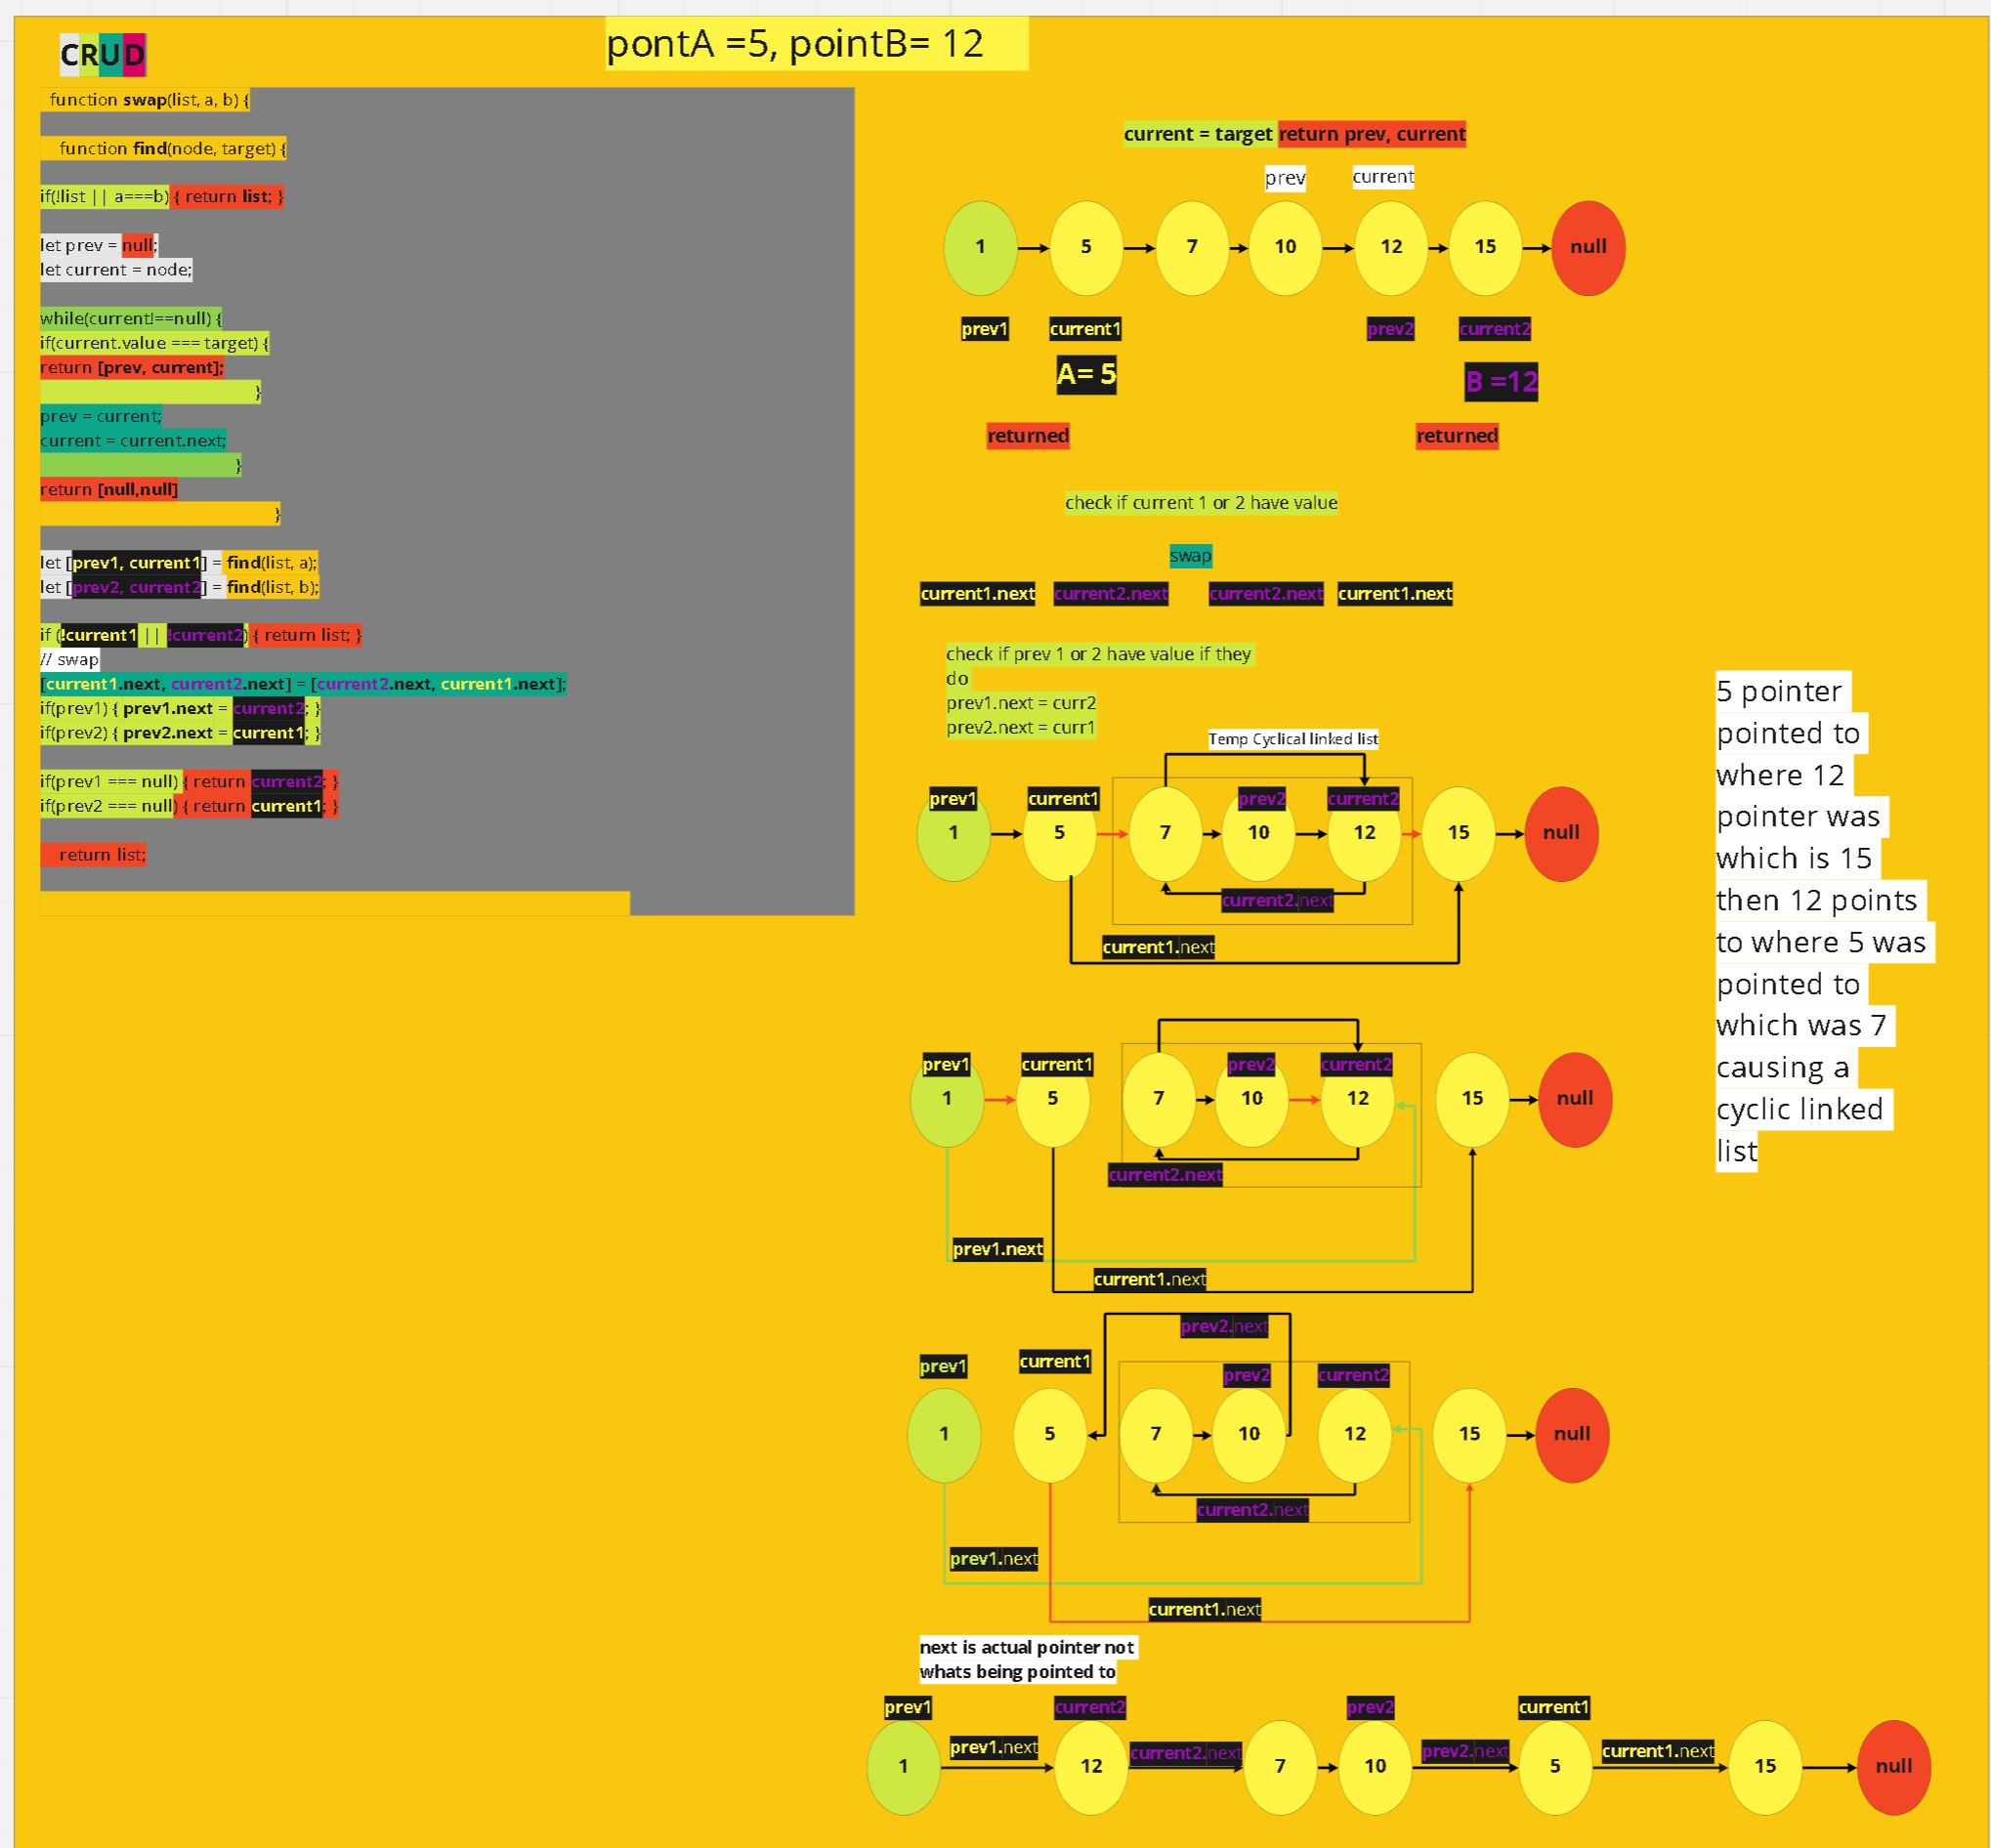 CRUD
pontA =5, pointB= 12
function swap(list, a, b) {
function find(node, target) {
if(!list || a===b) { return list; }
let prev = null;
let current = node;
while(current!==null) {
if(current.value === target) {
return [prev, current];
}
prev = current;
current = current.next;
}
return [null,null]
}
let [prev1, current1] = find(list, a);
let [prev2, current2] = find(list, b);
if (!current1 || !current2) { return list; }
// swap
[current1.next, current2.next] = [current2.next, current1.next];
if(prev1) { prev1.next = current2; }
if(prev2) { prev2.next = current1; }
if(prev1 === null) { return current2; }
if(prev2 === null) { return current1; }
return list;
current = target return prev, current
prev current
1 5 7 10 12 15 null
prev1 current1 prev2 current2
A= 5 B =12
returned returned
check if current 1 or 2 have value
swap
current1.next current2.next current2.next current1.next
check if prev 1 or 2 have value if they
do
prev1.next = curr2
prev2.next = curr1
Temp Cyclical linked list
prev1 current1 prev2 current2
1 5 7 10 12 15 null
current2.next
current1.next
5 pointer
pointed to
where 12
pointer was
which is 15
then 12 points
to where 5 was
pointed to
which was 7
causing a
cyclic linked
list
prev1 current1 prev2 current2
1 5 7 10 12 15 null
current2.next
prev1.next
current1.next
prev2.next
prev1 current1 prev2 current2
1 5 7 10 12 15 null
current2.next
prev1.next
current1.next
next is actual pointer not
whats being pointed to
prev1 current2 prev2 current1
prev1.next current2.next prev2.next current1.next
1 12 7 10 5 15 null